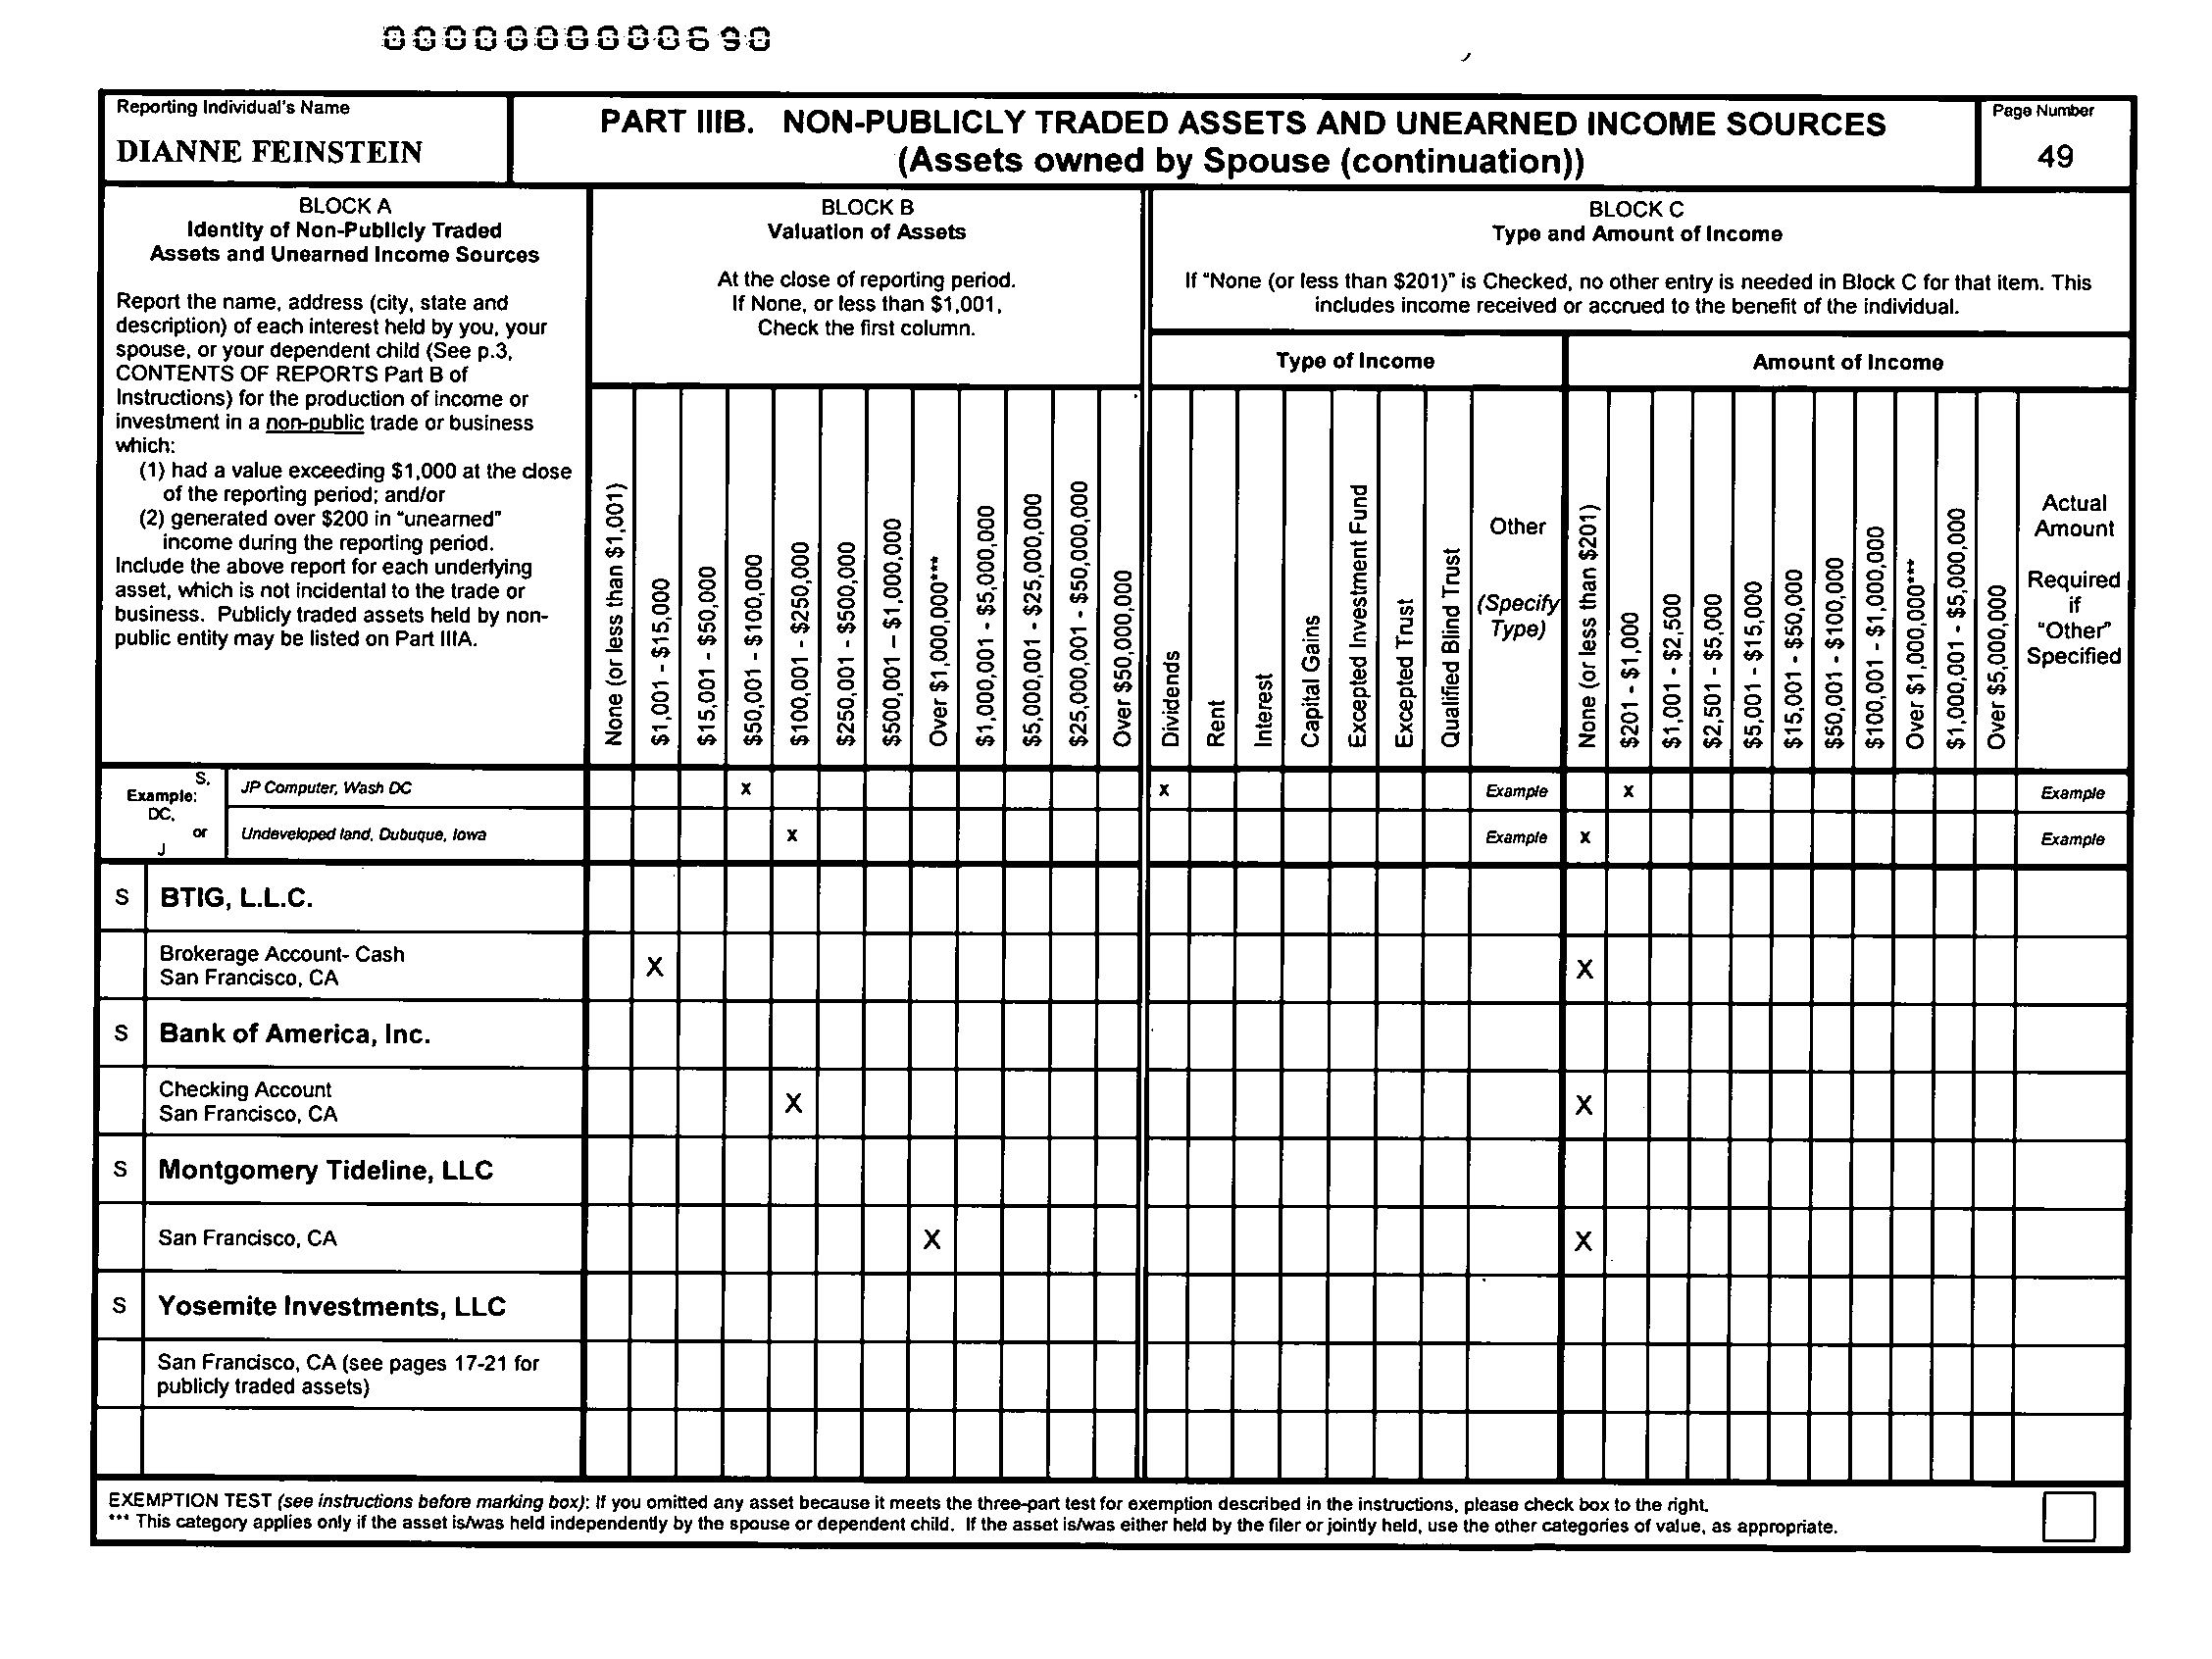 000000000690
Reporting Individual's Name
DIANNE FEINSTEIN
PART IIIB. NON-PUBLICLY TRADED ASSETS AND UNEARNED INCOME SOURCES
(Assets owned by Spouse (continuation))
Page Number
49
BLOCK A
Identity of Non-Publicly Traded
Assets and Unearned Income Sources
Report the name, address (city, state and
description) of each interest held by you, your
spouse, or your dependent child (See p.3,
CONTENTS OF REPORTS Part B of
Instructions) for the production of income or
investment in a non-public trade or business
which:
(1) had a value exceeding $1,000 at the close
of the reporting period; and/or
(2) generated over $200 in "unearned"
income during the reporting period.
Include the above report for each underlying
asset, which is not incidental to the trade or
business. Publicly traded assets held by non-
public entity may be listed on Part IIIA.
BLOCK B
Valuation of Assets
At the close of reporting period.
If None, or less than $1,001,
Check the first column.
None (or less than $1,001)
$1,001 - $15,000
$15,001 - $50,000
$50,001 - $100,000
$100,001 - $250,000
$250,001 - $500,000
$500,001 – $1,000,000
Over $1,000,000***
$1,000,001 - $5,000,000
$5,000,001 - $25,000,000
$25,000,001 - $50,000,000
Over $50,000,000
BLOCK C
Type and Amount of Income
If "None (or less than $201)" is Checked, no other entry is needed in Block C for that item. This
includes income received or accrued to the benefit of the individual.
Type of Income
Amount of Income
Dividends
Rent
Interest
Capital Gains
Excepted Investment Fund
Excepted Trust
Qualified Blind Trust
Other
(Specify
Type)
None (or less than $201)
$201 - $1,000
$1,001 - $2,500
$2,501 - $5,000
$5,001 - $15,000
$15,001 - $50,000
$50,001 - $100,000
$100,001 - $1,000,000
Over $1,000,000***
$1,000,001 - $5,000,000
Over $5,000,000
Actual
Amount
Required
if
"Other"
Specified
S,
Example:
DC,
or
J
JP Computer, Wash DC x x Example x Example
Undeveloped land, Dubuque, Iowa x Example x Example
S BTIG, L.L.C.
Brokerage Account- Cash
San Francisco, CA X X
S Bank of America, Inc.
Checking Account
San Francisco, CA X X
S Montgomery Tideline, LLC
San Francisco, CA X X
S Yosemite Investments, LLC
San Francisco, CA (see pages 17-21 for
publicly traded assets)
EXEMPTION TEST (see instructions before marking box): If you omitted any asset because it meets the three-part test for exemption described in the instructions, please check box to the right.
*** This category applies only if the asset is/was held independently by the spouse or dependent child. If the asset is/was either held by the filer or jointly held, use the other categories of value, as appropriate.